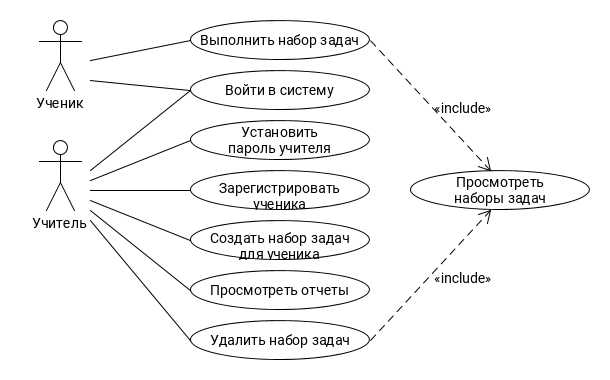 Выполнить набор задач
Ученик
Войти в систему
«include»
Установить
пароль учителя
Учитель
Зарегистрировать
ученика
Просмотреть
наборы задач
Создать набор задач
для ученика
Просмотреть отчеты
«include»
Удалить набор задач